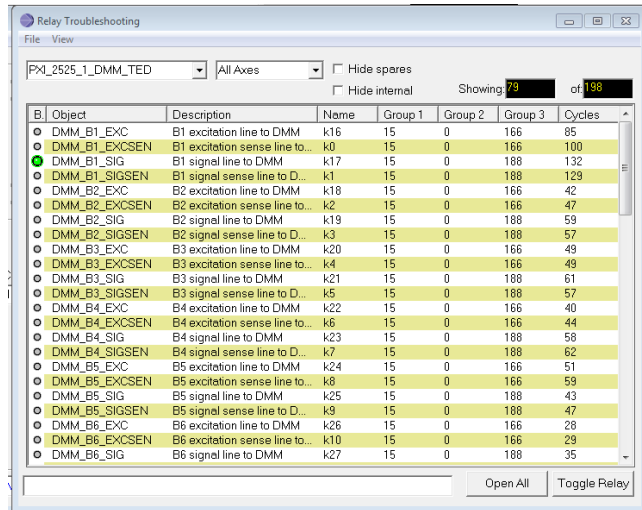 Relay Troubleshooting
File View
PXI_2525_1_DMM_TED All Axes Hide spares
Hide internal Showing: 79 of: 198
B. Object Description Name Group 1 Group 2 Group 3 Cycles
DMM_B1_EXC B1 excitation line to DMM k16 15 0 166 85
DMM_B1_EXCSEN B1 excitation sense line to... k0 15 0 166 100
DMM_B1_SIG B1 signal line to DMM k17 15 0 188 132
DMM_B1_SIGSEN B1 signal sense line to D... k1 15 0 188 129
DMM_B2_EXC B2 excitation line to DMM k18 15 0 166 42
DMM_B2_EXCSEN B2 excitation sense line to... k2 15 0 166 47
DMM_B2_SIG B2 signal line to DMM k19 15 0 188 59
DMM_B2_SIGSEN B2 signal sense line to D... k3 15 0 188 57
DMM_B3_EXC B3 excitation line to DMM k20 15 0 166 49
DMM_B3_EXCSEN B3 excitation sense line to... k4 15 0 166 49
DMM_B3_SIG B3 signal line to DMM k21 15 0 188 61
DMM_B3_SIGSEN B3 signal sense line to D... k5 15 0 188 57
DMM_B4_EXC B4 excitation line to DMM k22 15 0 166 40
DMM_B4_EXCSEN B4 excitation sense line to... k6 15 0 166 44
DMM_B4_SIG B4 signal line to DMM k23 15 0 188 58
DMM_B4_SIGSEN B4 signal sense line to D... k7 15 0 188 62
DMM_B5_EXC B5 excitation line to DMM k24 15 0 166 51
DMM_B5_EXCSEN B5 excitation sense line to... k8 15 0 166 59
DMM_B5_SIG B5 signal line to DMM k25 15 0 188 43
DMM_B5_SIGSEN B5 signal sense line to D... k9 15 0 188 47
DMM_B6_EXC B6 excitation line to DMM k26 15 0 166 28
DMM_B6_EXCSEN B6 excitation sense line to... k10 15 0 166 29
DMM_B6_SIG B6 signal line to DMM k27 15 0 188 35
Open All Toggle Relay